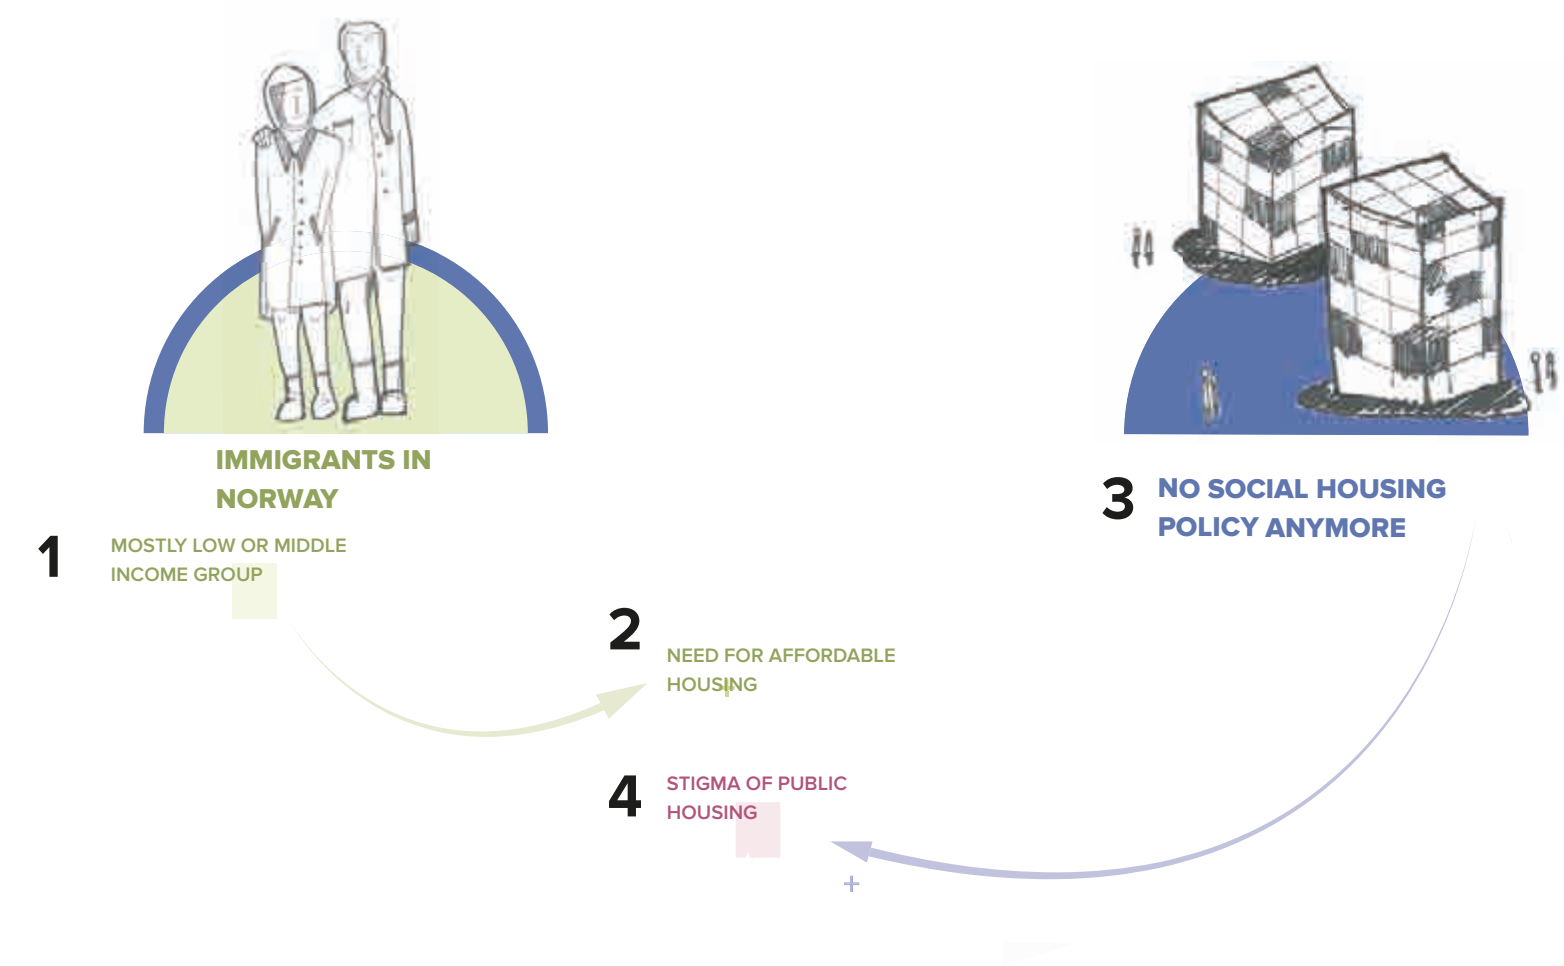 IMMIGRANTS IN
NORWAY
1
MOSTLY LOW OR MIDDLE
INCOME GROUP
2
NEED FOR AFFORDABLE
HOUSING
+
3
NO SOCIAL HOUSING
POLICY ANYMORE
4
STIGMA OF PUBLIC
HOUSING
+